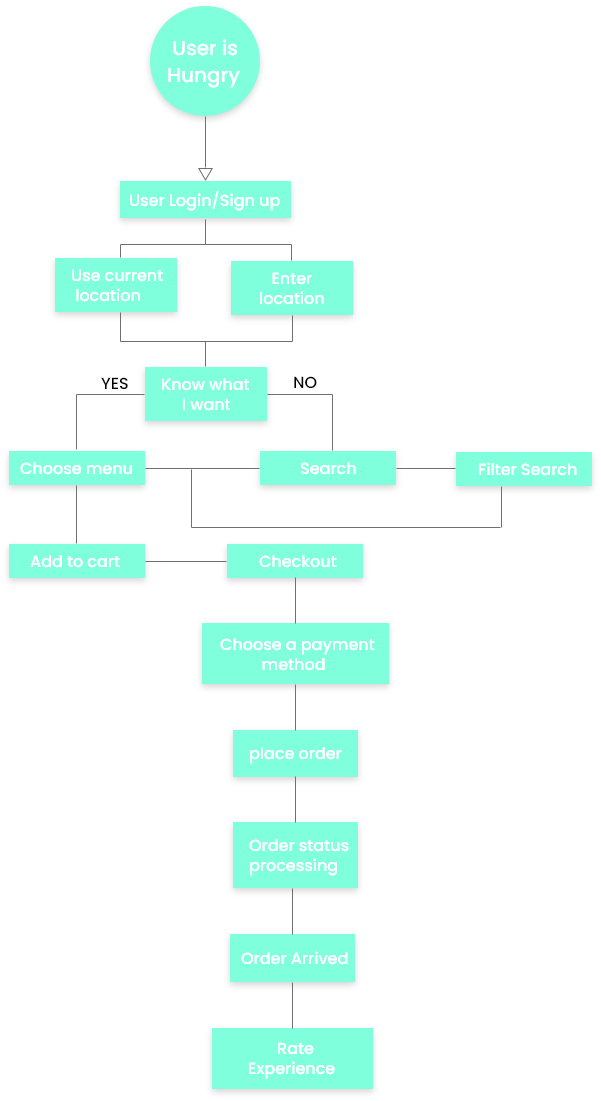 User is
Hungry
User Login/Sign up
Use current
location
Enter
location
YES
Know what
I want
NO
Choose menu
Search
Filter Search
Add to cart
Checkout
Choose a payment
method
place order
Order status
processing
Order Arrived
Rate
Experience